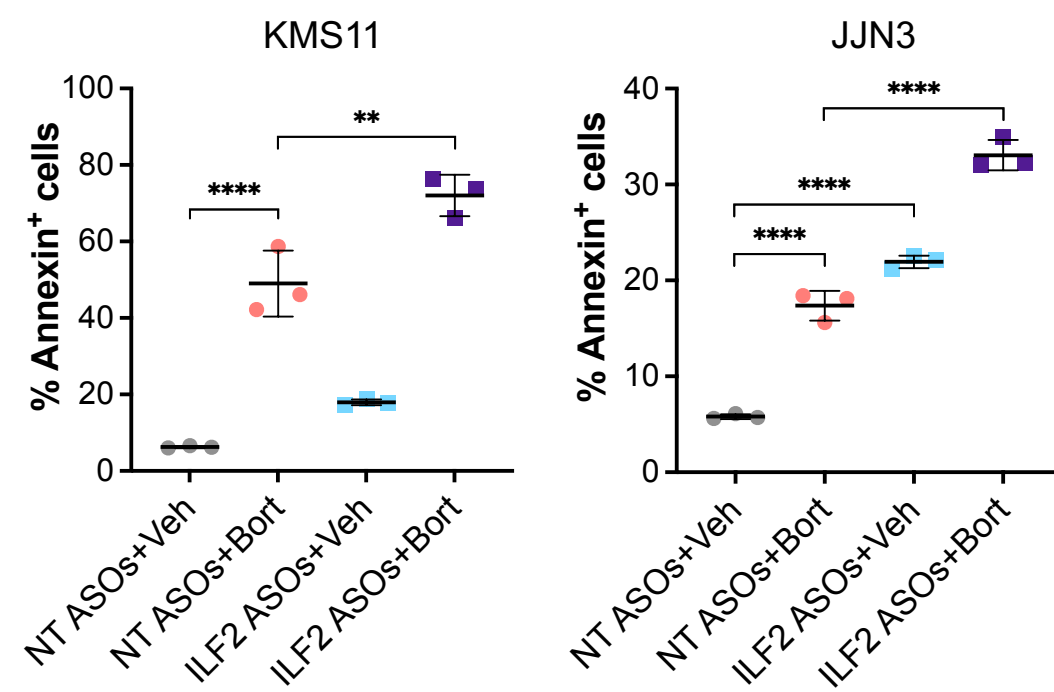 KMS11
% Annexin⁺ cells
100
80
60
40
20
0
**
****
NT ASOs+Veh
NT ASOs+Bort
ILF2 ASOs+Veh
ILF2 ASOs+Bort
JJN3
% Annexin⁺ cells
40
30
20
10
0
****
****
****
NT ASOs+Veh
NT ASOs+Bort
ILF2 ASOs+Veh
ILF2 ASOs+Bort